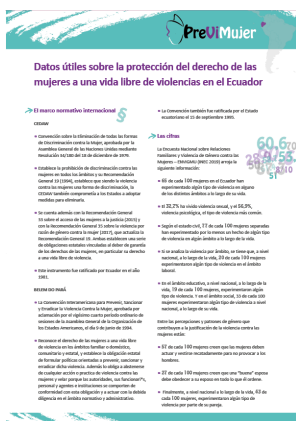 PreViMujer
Datos útiles sobre la protección del derecho de las
mujeres a una vida libre de violencias en el Ecuador
El marco normativo internacional
CEDAW
• Convención sobre la Eliminación de todas las formas
de Discriminación contra la Mujer, aprobada por la
Asamblea General de las Naciones Unidas mediante
Resolución 34/180 del 18 de diciembre de 1979.
• Establece la prohibición de discriminación contra las
mujeres en todos los ámbitos y su Recomendación
General 19 (1994), establece que siendo la violencia
contra las mujeres una forma de discriminación, la
CEDAW también comprometía a los Estados a adoptar
medidas para eliminarla.
• Se cuenta además con la Recomendación General
33 sobre el acceso de las mujeres a la justicia (2015) y
con la Recomendación General 35 sobre la violencia por
razón de género contra la mujer (2017), que actualiza la
Recomendación General 19. Ambas establecen una serie
de obligaciones estatales vinculadas al deber de garantía
de los derechos de las mujeres, en particular su derecho
a una vida libre de violencia.
• Este instrumento fue ratificado por Ecuador en el año
1981.
BELEM DO PARÁ
• La Convención Interamericana para Prevenir, Sancionar
y Erradicar la Violencia Contra la Mujer, aprobada por
aclamación por el vigésimo cuarto período ordinario de
sesiones de la Asamblea General de la Organización de
los Estados Americanos, el día 9 de junio de 1994.
• Reconoce el derecho de las mujeres a una vida libre
de violencia en los ámbitos familiar o doméstico,
comunitario y estatal, y establece la obligación estatal
de formular políticas orientadas a prevenir, sancionar y
erradicar dicha violencia. Además lo obliga a abstenerse
de cualquier acción o práctica de violencia contra las
mujeres y velar porque las autoridades, sus funcionari*s,
personal y agentes e instituciones se comporten de
conformidad con esta obligación y a actuar con la debida
diligencia en el ámbito normativo y administrativo.
• La Convención también fue ratificada por el Estado
ecuatoriano el 15 de septiembre 1995.
Las cifras
La Encuesta Nacional sobre Relaciones
Familiares y violencia de Género contra las
Mujeres – ENVIGMU (INEC 2019) arroja la
siguiente información:
• 65 de cada 100 mujeres en el Ecuador han
experimentado algún tipo de violencia en alguno
de los distintos ámbitos a lo largo de su vida.
• El 32,7% ha vivido violencia sexual, y el 56,9%,
violencia psicológica, el tipo de violencia más común.
• Según el estado civil, 77 de cada 100 mujeres separadas
han experimentado por lo menos un hecho de algún tipo
de violencia en algún ámbito a lo largo de la vida.
• Si se analiza la violencia por ámbito, se tiene que, a nivel
nacional, a lo largo de la vida, 20 de cada 100 mujeres
experimentaron algún tipo de violencia en el ámbito
laboral.
• En el ámbito educativo, a nivel nacional, a lo largo de la
vida, 19 de cada 100 mujeres, experimentaron algún
tipo de violencia. Y en el ámbito social, 33 de cada 100
mujeres experimentaron algún tipo de violencia a nivel
nacional, a lo largo de su vida.
Entre las percepciones y patrones de género que
contribuyen a la justificación de la violencia contra las
mujeres están:
• 67 de cada 100 mujeres creen que las mujeres deben
actuar y vestirse recatadamente para no provocar a los
hombres.
• 37 de cada 100 mujeres creen que una “buena” esposa
debe obedecer a su esposo en todo lo que él ordene.
• Finalmente, a nivel nacional a lo largo de la vida, 43 de
cada 100 mujeres, experimentaron algún tipo de
violencia por parte de su pareja.